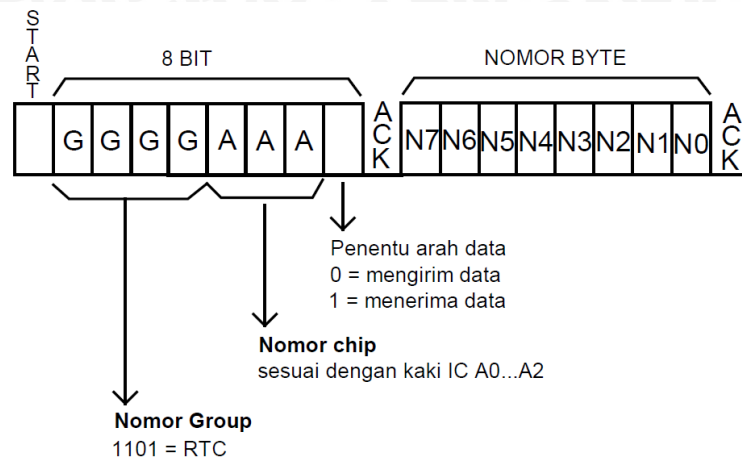 START
8 BIT
NOMOR BYTE
G G G G A A A
ACK
N7 N6 N5 N4 N3 N2 N1 N0
ACK
Penentu arah data
0 = mengirim data
1 = menerima data
Nomor chip
sesuai dengan kaki IC A0...A2
Nomor Group
1101 = RTC